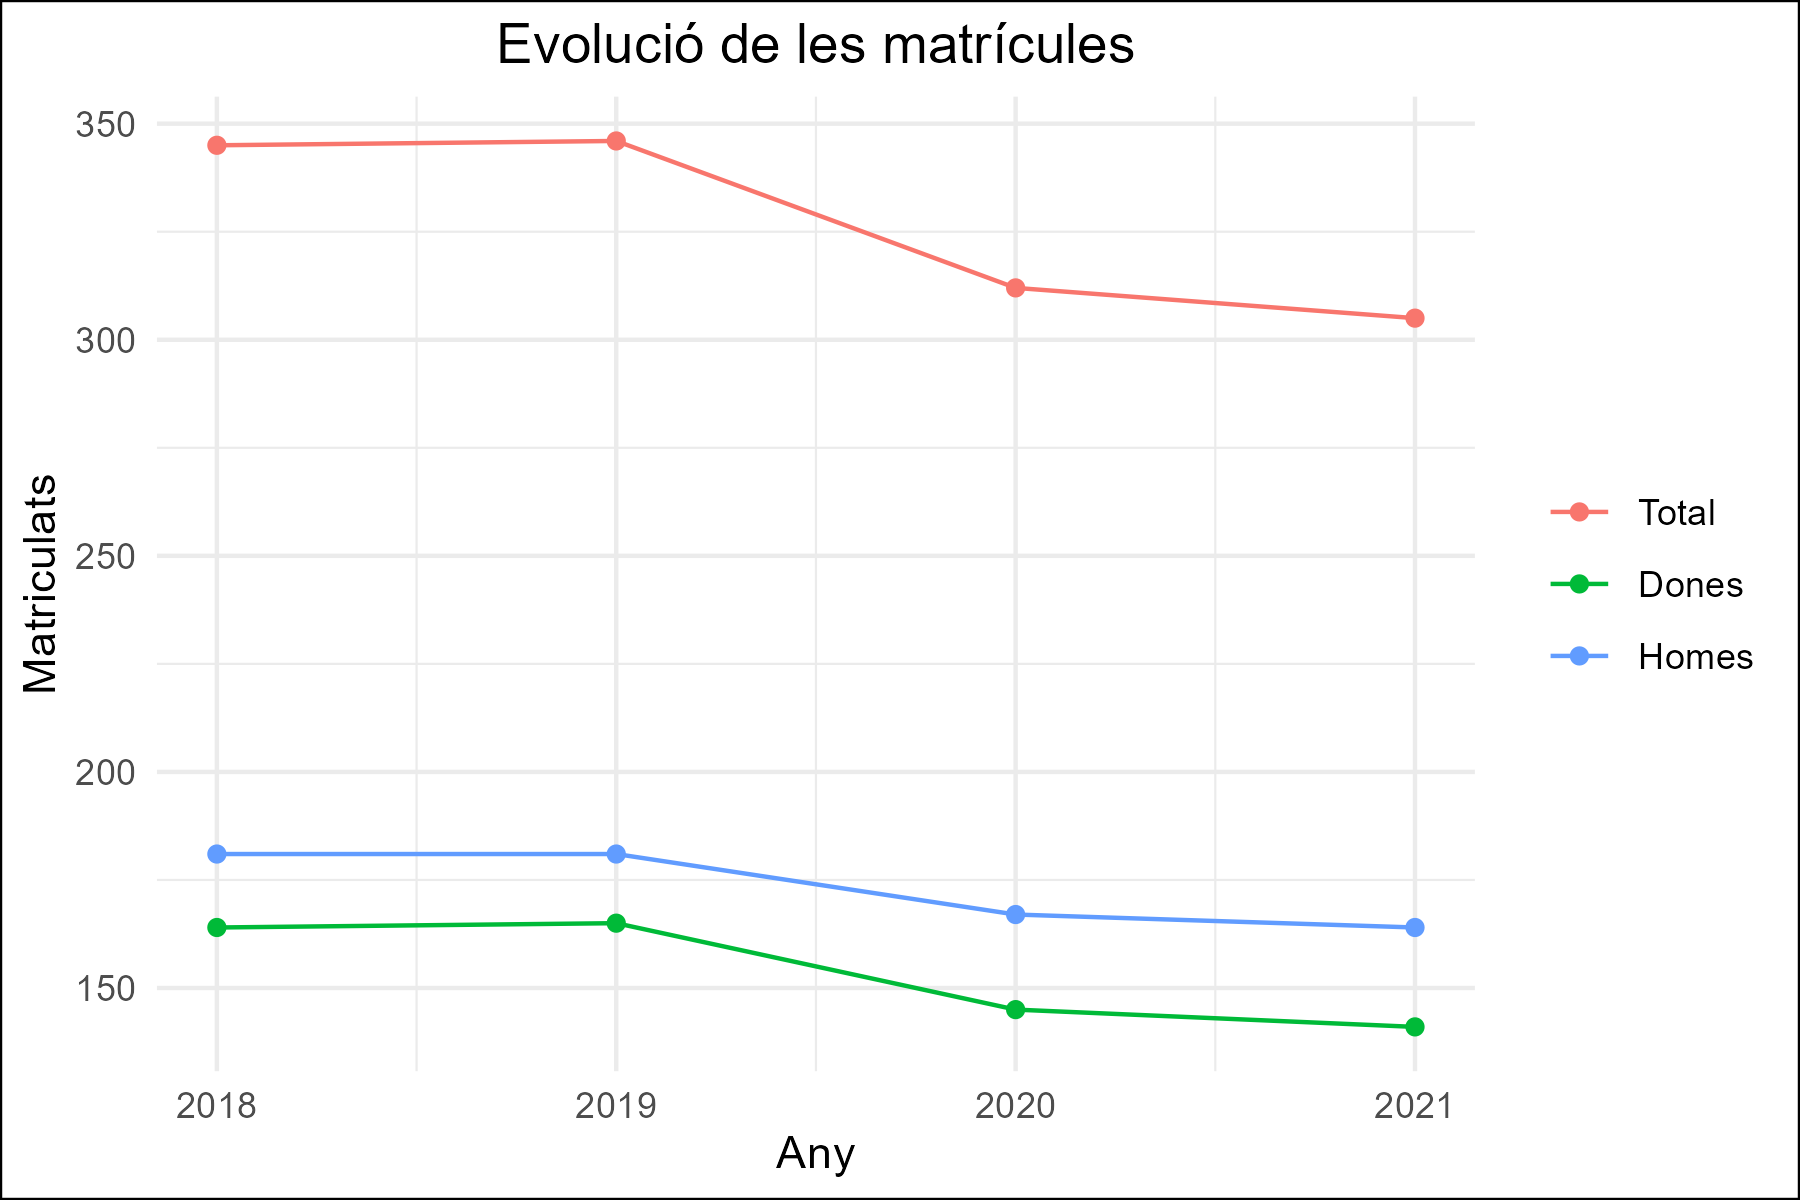 Evolució de les matrícules
Matriculats
350
300
250
200
150
2018 2019 2020 2021
Any
Total
Dones
Homes